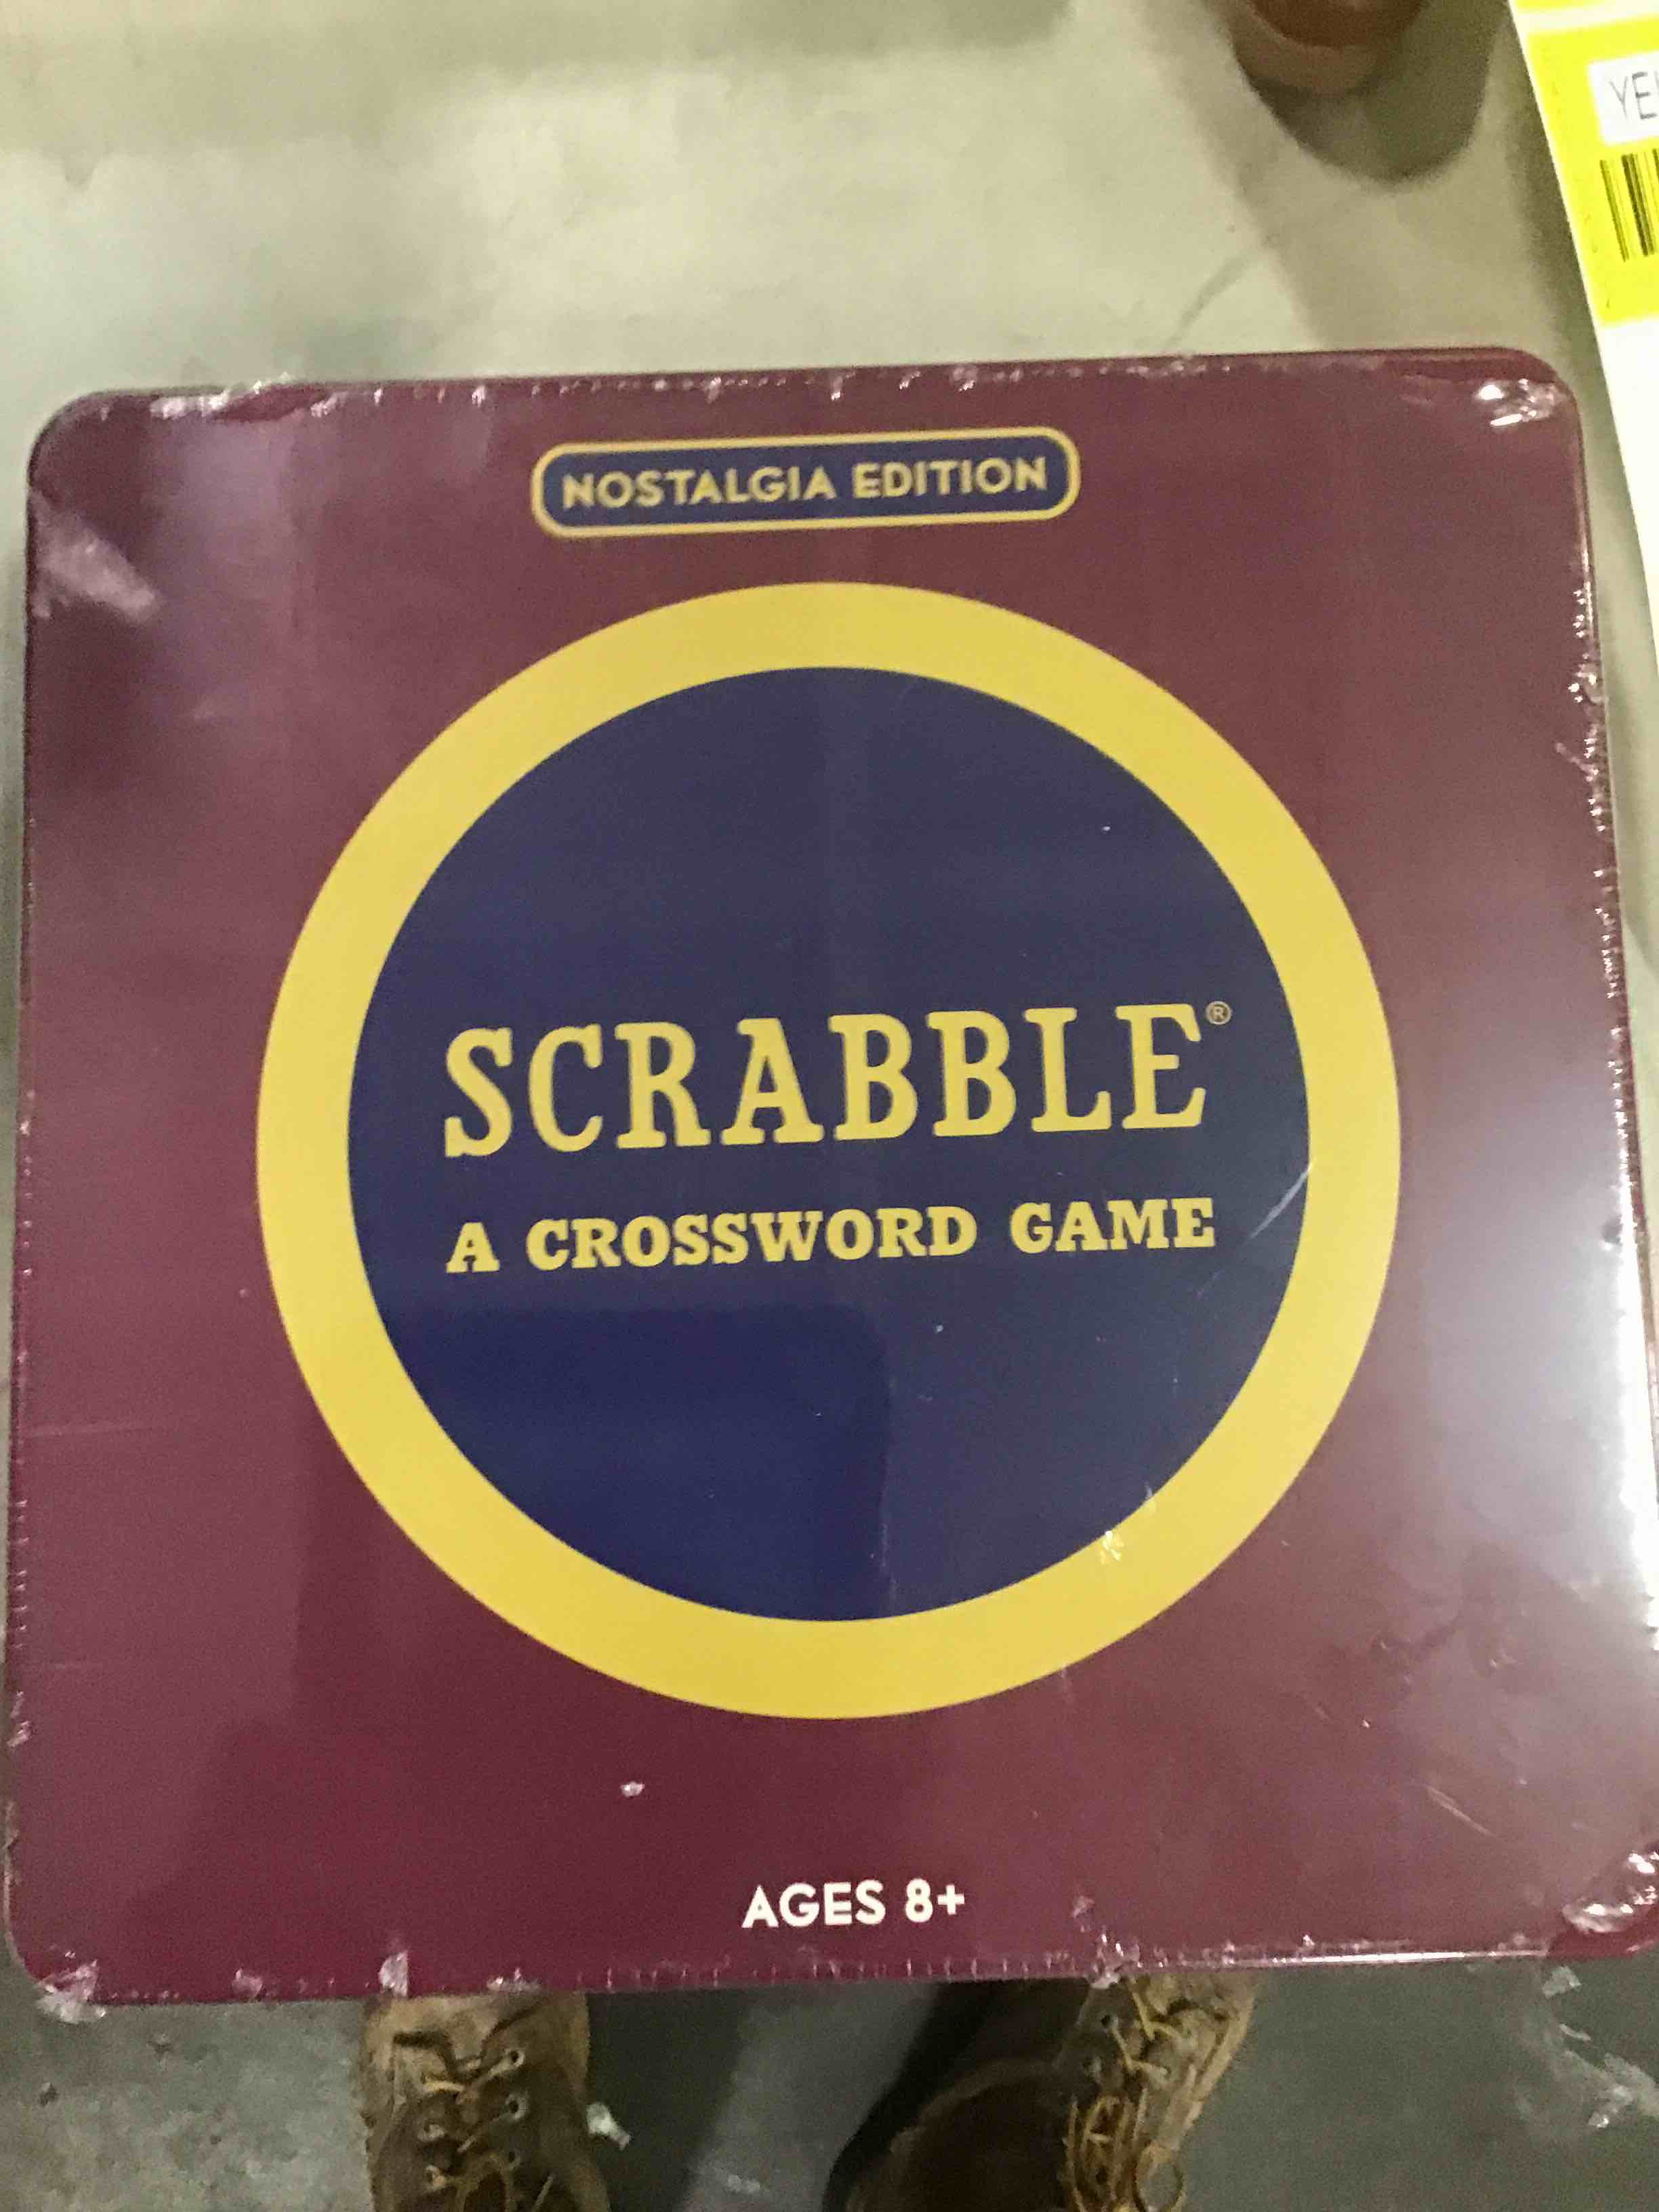 NOSTALGIA EDITION
SCRABBLE®
A CROSSWORD GAME
AGES 8+